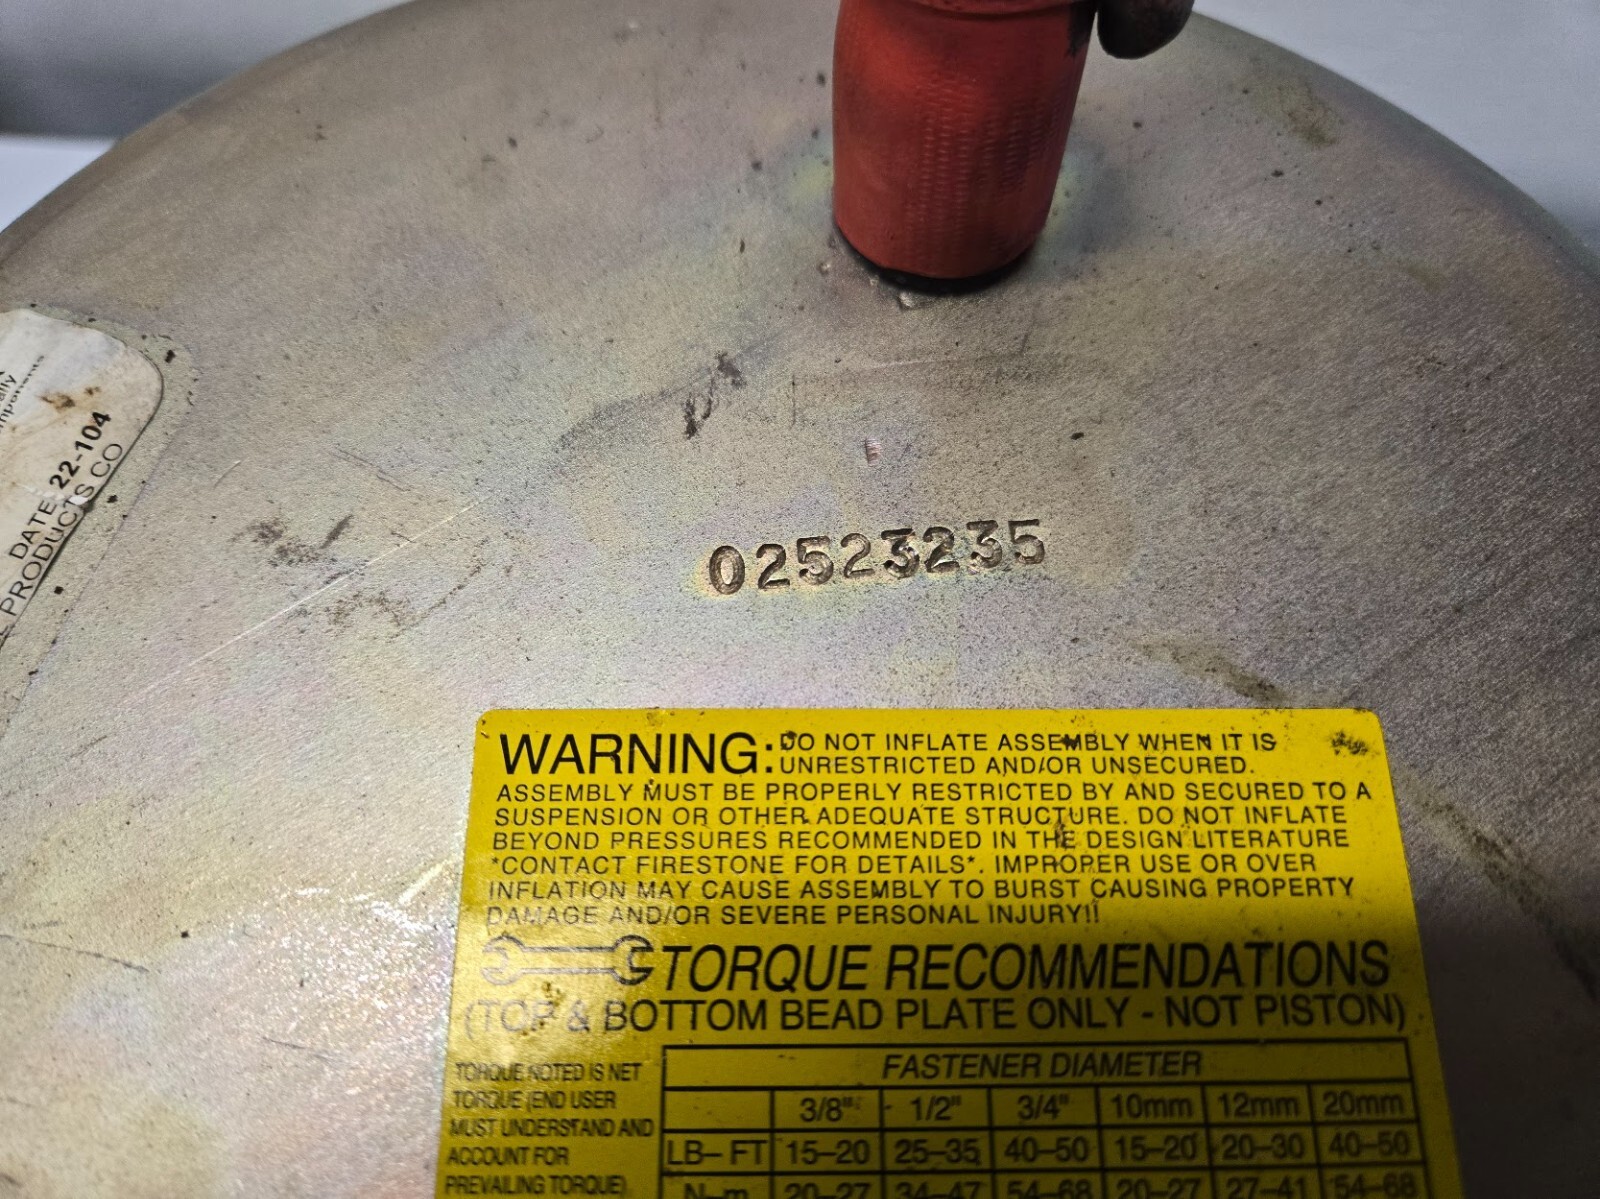 DATE 22-104
PRODUCTS CO
02523235
WARNING: DO NOT INFLATE ASSEMBLY WHEN IT IS
UNRESTRICTED AND/OR UNSECURED.
ASSEMBLY MUST BE PROPERLY RESTRICTED BY AND SECURED TO A
SUSPENSION OR OTHER ADEQUATE STRUCTURE. DO NOT INFLATE
BEYOND PRESSURES RECOMMENDED IN THE DESIGN LITERATURE
*CONTACT FIRESTONE FOR DETAILS*. IMPROPER USE OR OVER
INFLATION MAY CAUSE ASSEMBLY TO BURST CAUSING PROPERTY
DAMAGE AND/OR SEVERE PERSONAL INJURY!!
TORQUE RECOMMENDATIONS
(TOP & BOTTOM BEAD PLATE ONLY - NOT PISTON)
TORQUE NOTED IS NET
TORQUE (END USER
MUST UNDERSTAND AND
ACCOUNT FOR
PREVAILING TORQUE)
FASTENER DIAMETER
3/8" 1/2" 3/4" 10mm 12mm 20mm
LB-FT 15-20 25-35 40-50 15-20 20-30 40-50
N-m 20-27 34-47 54-68 20-27 27-41 54-68